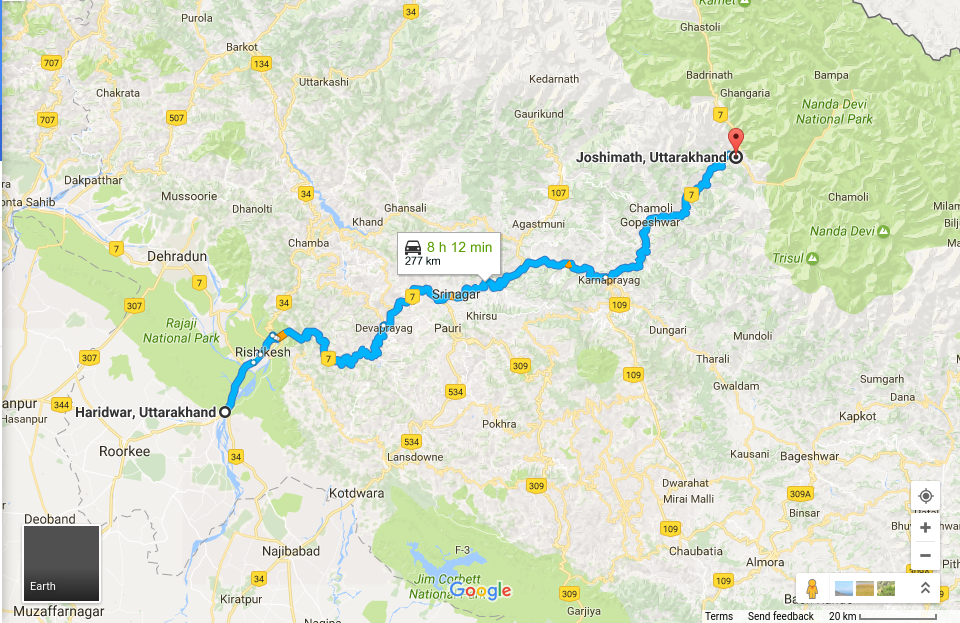 Kamet
34
Ghastoli
Purola
Barkot
707
134
Uttarkashi
Kedarnath
Badrinath
Bampa
Chakrata
Ghangaria
Nanda Devi
National Park
707
507
Gaurikund
7
Joshimath, Uttarakhand
Dakpatthar
Mussoorie
34
107
7
Chamoli
onta Sahib
Dhanolti
Ghansali
Chamoli
Khand
Agastmuni
Gopeshwar
Milam
Nanda Devi
7
Chamba
8 h 12 min
277 km
Dehradun
Trisul
7
Karnaprayag
307
34
7
Srinagar
109
Rajaji
National Park
Khirsu
Devaprayag
Pauri
Dungari
Mundoli
Rishikesh
307
7
309
Tharali
109
Sumgarh
Gwaldam
534
Dana
anpur
344
Haridwar, Uttarakhand
Kapkot
Hasanpur
Pokhra
534
Roorkee
34
Lansdowne
Kausani
Bageshwar
309
Dwarahat
309A
Kotdwara
Mirai Malli
Binsar
Deoband
109
F-3
Najibabad
Chaubatia
Almora
Earth
34
Jim Corbett
National Park
Google
109
Kiratpur
309
Muzaffarnagar
Garjiya
Nagina
Terms
Send feedback
20 km